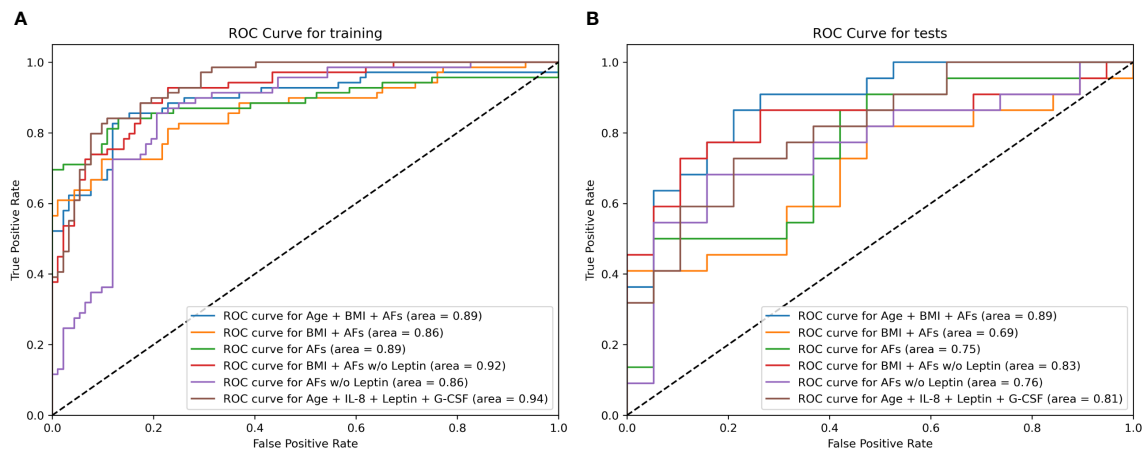 A
ROC Curve for training
1.0
0.8
0.6
0.4
0.2
0.0
True Positive Rate
ROC curve for Age + BMI + AFs (area = 0.89)
ROC curve for BMI + AFs (area = 0.86)
ROC curve for AFs (area = 0.89)
ROC curve for BMI + AFs w/o Leptin (area = 0.92)
ROC curve for AFs w/o Leptin (area = 0.86)
ROC curve for Age + IL-8 + Leptin + G-CSF (area = 0.94)
0.0 0.2 0.4 0.6 0.8 1.0
False Positive Rate
B
ROC Curve for tests
1.0
0.8
0.6
0.4
0.2
0.0
True Positive Rate
ROC curve for Age + BMI + AFs (area = 0.89)
ROC curve for BMI + AFs (area = 0.69)
ROC curve for AFs (area = 0.75)
ROC curve for BMI + AFs w/o Leptin (area = 0.83)
ROC curve for AFs w/o Leptin (area = 0.76)
ROC curve for Age + IL-8 + Leptin + G-CSF (area = 0.81)
0.0 0.2 0.4 0.6 0.8 1.0
False Positive Rate